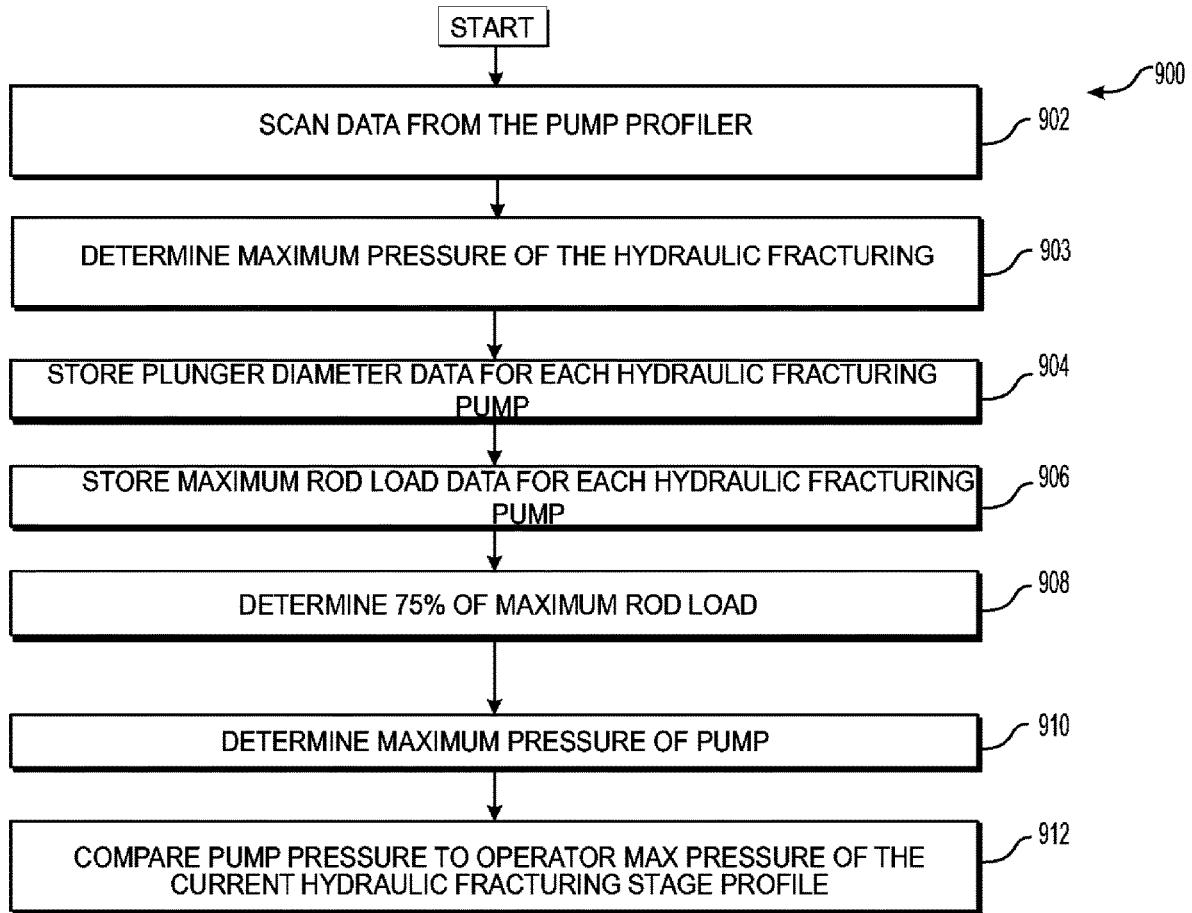 START
900
SCAN DATA FROM THE PUMP PROFILER
902
DETERMINE MAXIMUM PRESSURE OF THE HYDRAULIC FRACTURING
903
STORE PLUNGER DIAMETER DATA FOR EACH HYDRAULIC FRACTURING
PUMP
904
STORE MAXIMUM ROD LOAD DATA FOR EACH HYDRAULIC FRACTURING
PUMP
906
DETERMINE 75% OF MAXIMUM ROD LOAD
908
DETERMINE MAXIMUM PRESSURE OF PUMP
910
COMPARE PUMP PRESSURE TO OPERATOR MAX PRESSURE OF THE
CURRENT HYDRAULIC FRACTURING STAGE PROFILE
912